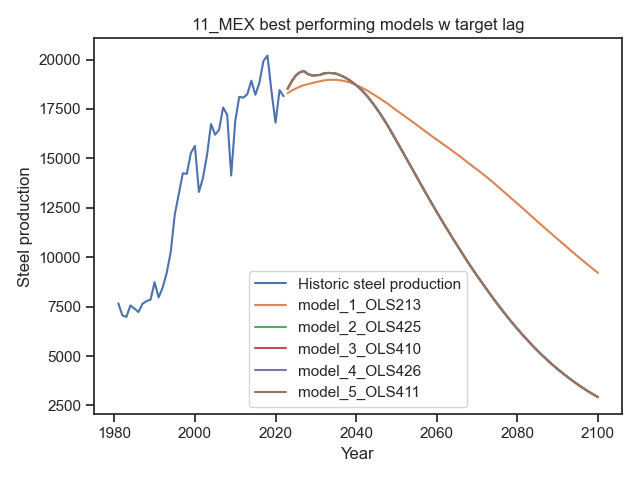 11_MEX best performing models w target lag
Steel production
20000
17500
15000
12500
10000
7500
5000
2500
Historic steel production
model_1_OLS213
model_2_OLS425
model_3_OLS410
model_4_OLS426
model_5_OLS411
1980
2000
2020
2040
2060
2080
2100
Year